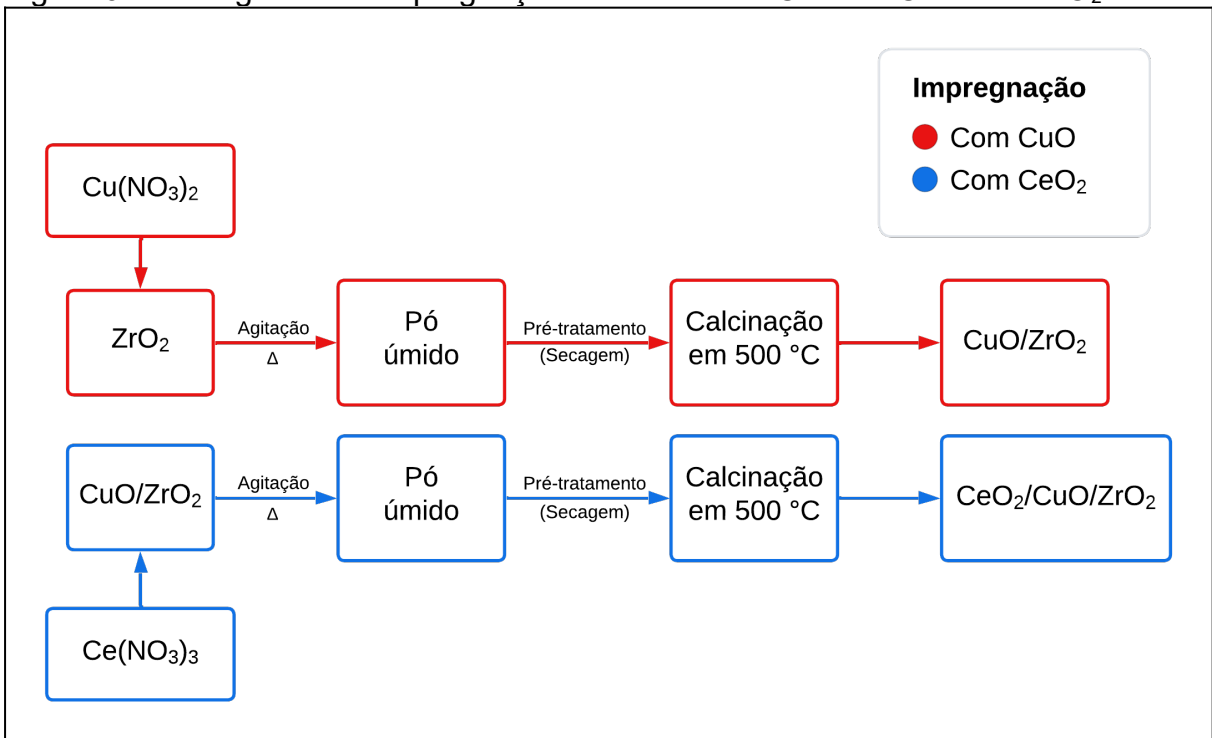 Impregnação
Com CuO
Com CeO₂
Cu(NO₃)₂
ZrO₂
Agitação
Δ
Pó
úmido
Pré-tratamento
(Secagem)
Calcinação
em 500 °C
CuO/ZrO₂
CuO/ZrO₂
Agitação
Δ
Pó
úmido
Pré-tratamento
(Secagem)
Calcinação
em 500 °C
CeO₂/CuO/ZrO₂
Ce(NO₃)₃